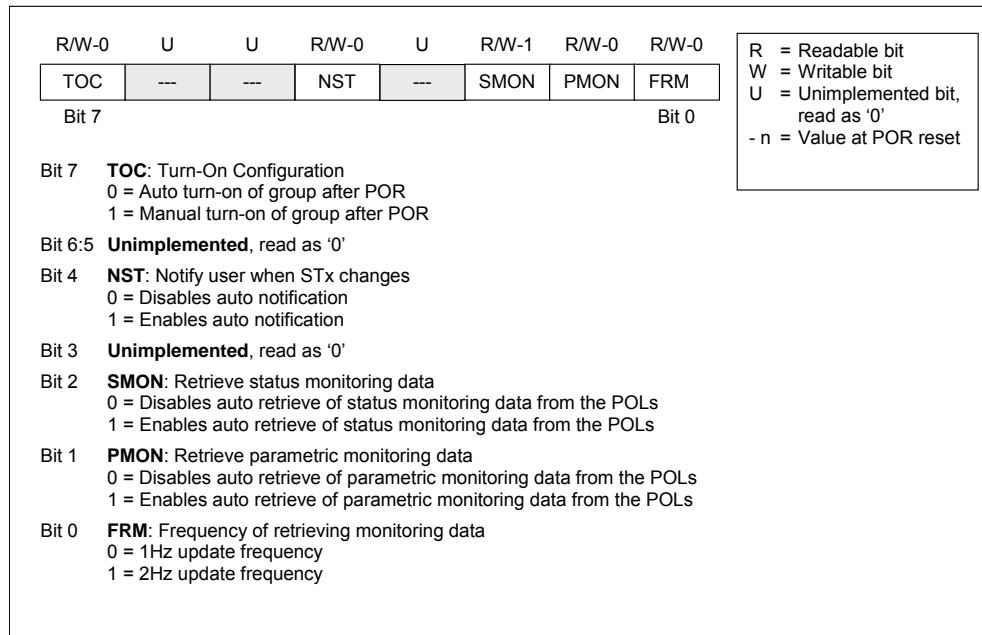 R/W-0 U U R/W-0 U R/W-1 R/W-0 R/W-0
TOC --- --- NST --- SMON PMON FRM
Bit 7 Bit 0
R = Readable bit
W = Writable bit
U = Unimplemented bit,
read as ‘0’
- n = Value at POR reset
Bit 7 TOC: Turn-On Configuration
0 = Auto turn-on of group after POR
1 = Manual turn-on of group after POR
Bit 6:5 Unimplemented, read as ‘0’
Bit 4 NST: Notify user when STx changes
0 = Disables auto notification
1 = Enables auto notification
Bit 3 Unimplemented, read as ‘0’
Bit 2 SMON: Retrieve status monitoring data
0 = Disables auto retrieve of status monitoring data from the POLs
1 = Enables auto retrieve of status monitoring data from the POLs
Bit 1 PMON: Retrieve parametric monitoring data
0 = Disables auto retrieve of parametric monitoring data from the POLs
1 = Enables auto retrieve of parametric monitoring data from the POLs
Bit 0 FRM: Frequency of retrieving monitoring data
0 = 1Hz update frequency
1 = 2Hz update frequency